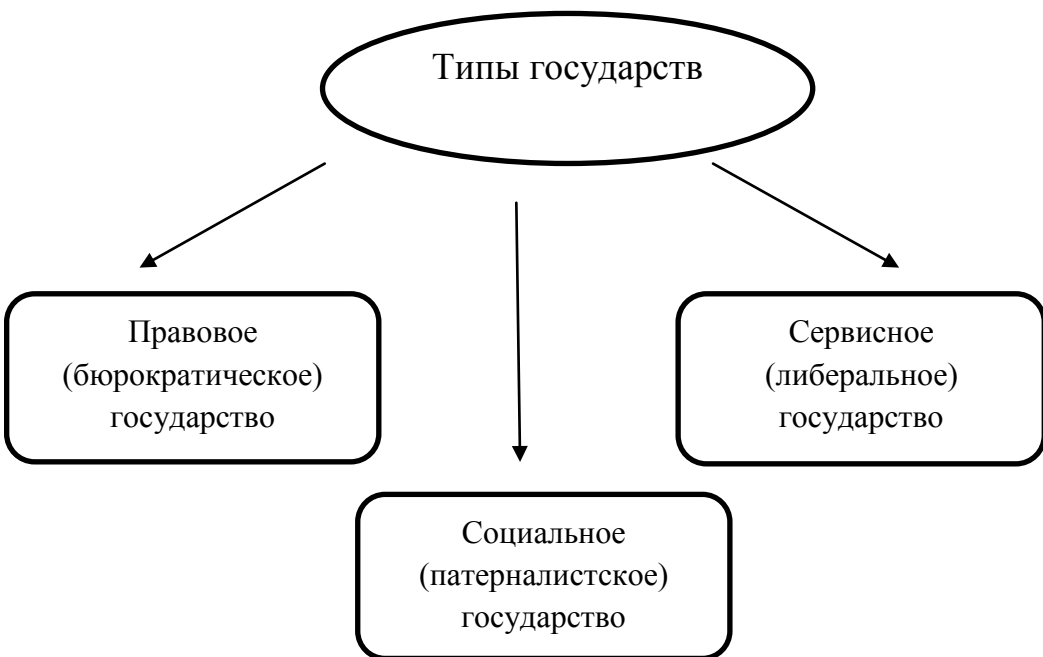 Типы государств
Правовое
(бюрократическое)
государство
Сервисное
(либеральное)
государство
Социальное
(патерналистское)
государство